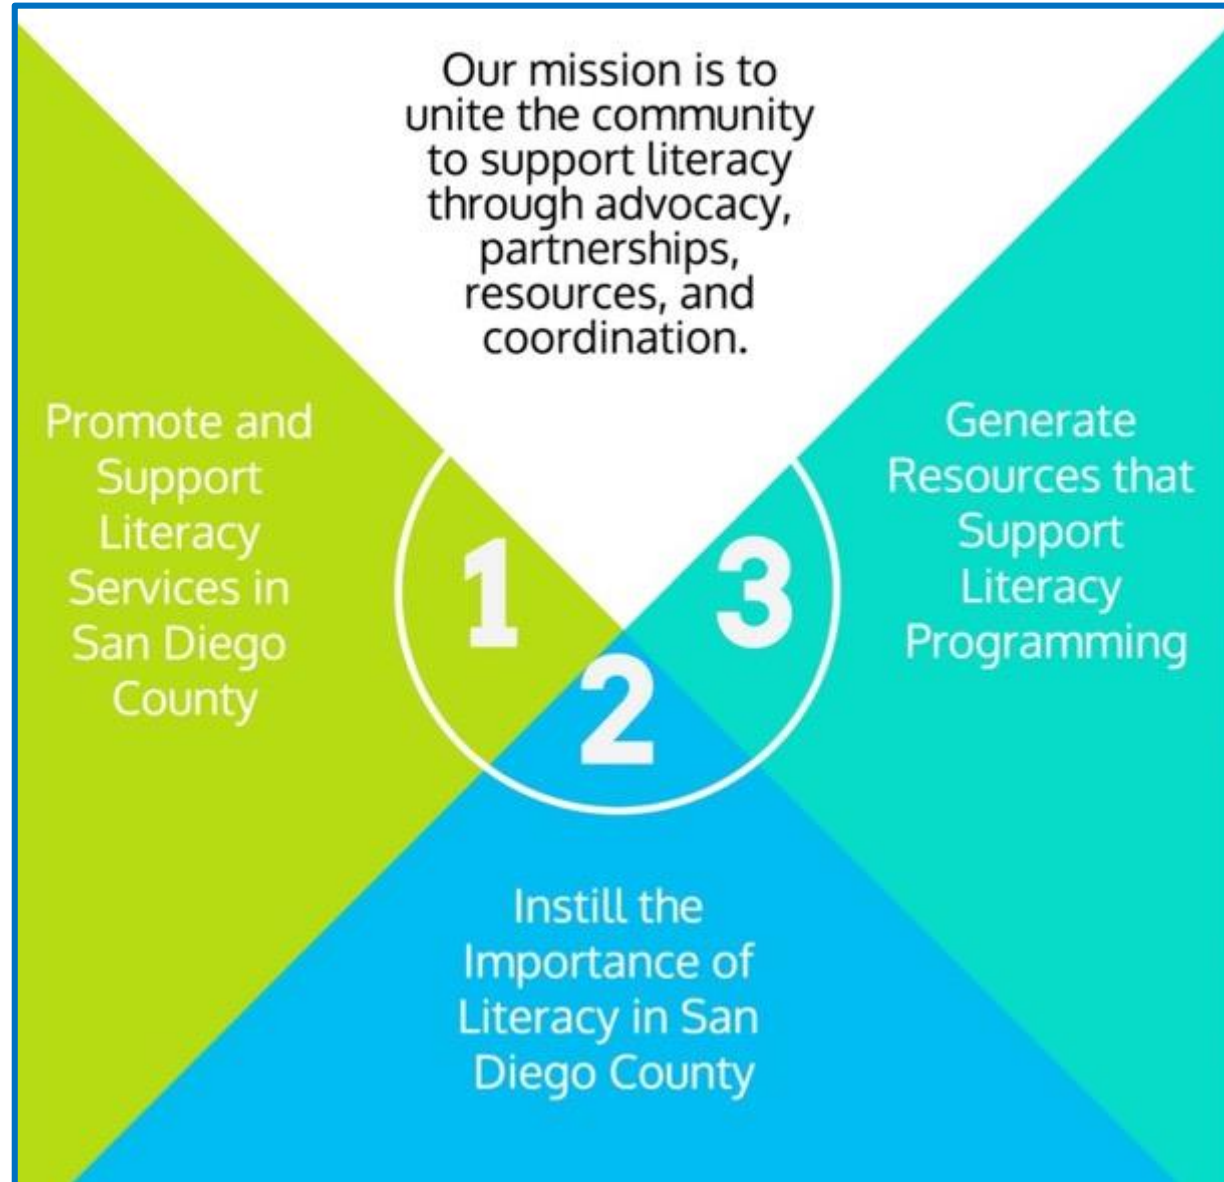 Our mission is to
unite the community
to support literacy
through advocacy,
partnerships,
resources, and
coordination.
Promote and
Support
Literacy
Services in
San Diego
County
1
2
Instill the
Importance of
Literacy in San
Diego County
3
Generate
Resources that
Support
Literacy
Programming